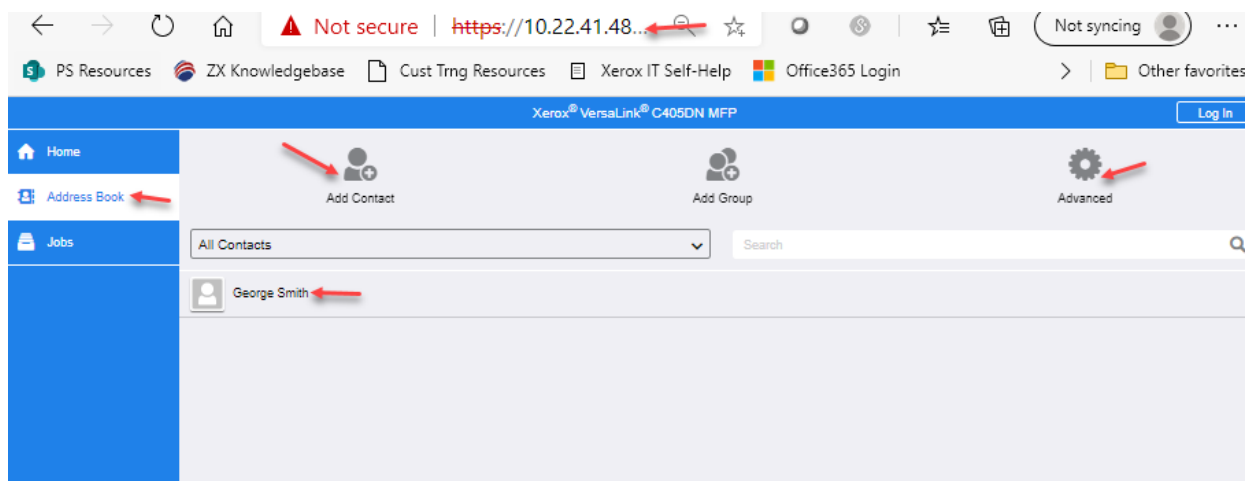 Not secure | https://10.22.41.48...
Not syncing
PS Resources ZX Knowledgebase Cust Trng Resources Xerox IT Self-Help Office365 Login Other favorites
Xerox® VersaLink® C405DN MFP
Log In
Home
Address Book
Jobs
Add Contact
Add Group
Advanced
All Contacts
Search
George Smith